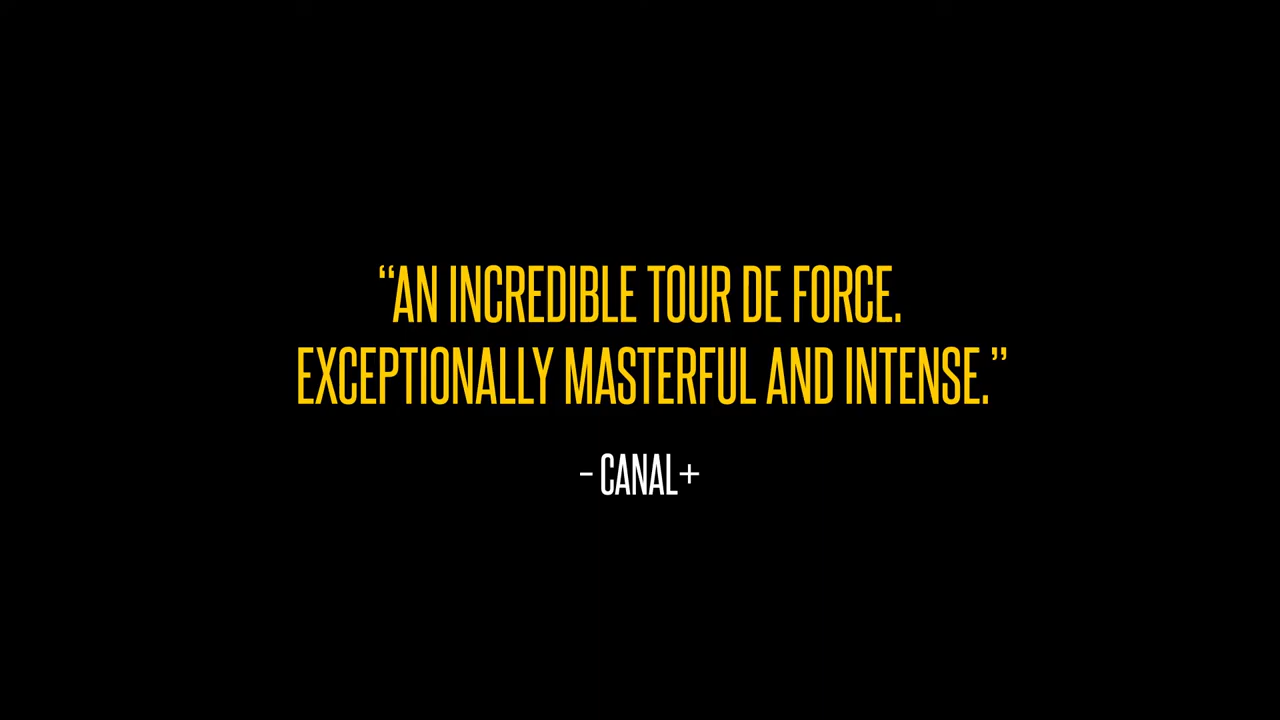 “AN INCREDIBLE TOUR DE FORCE.
EXCEPTIONALLY MASTERFUL AND INTENSE.”
- CANAL+